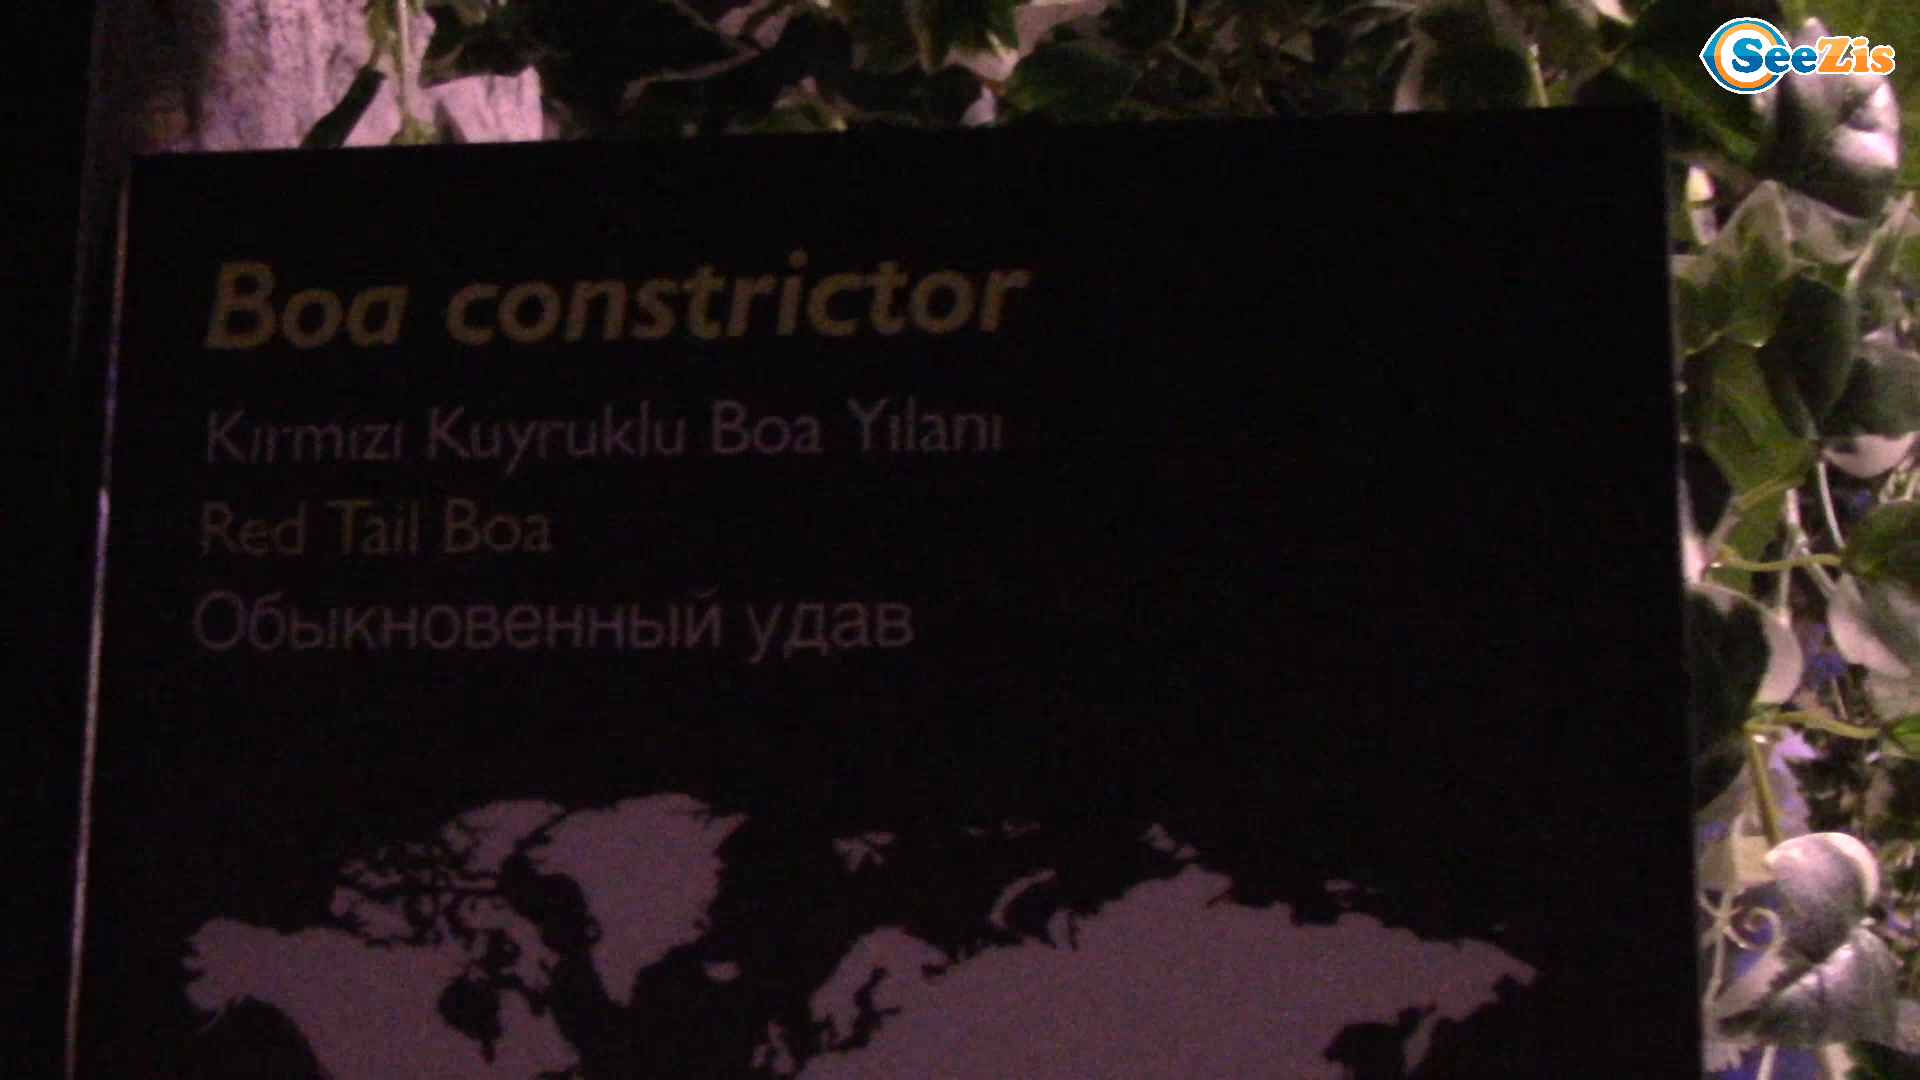 SeeZis
Boa constrictor
Kırmızı Kuyruklu Boa Yılanı
Red Tail Boa
Обыкновенный удав